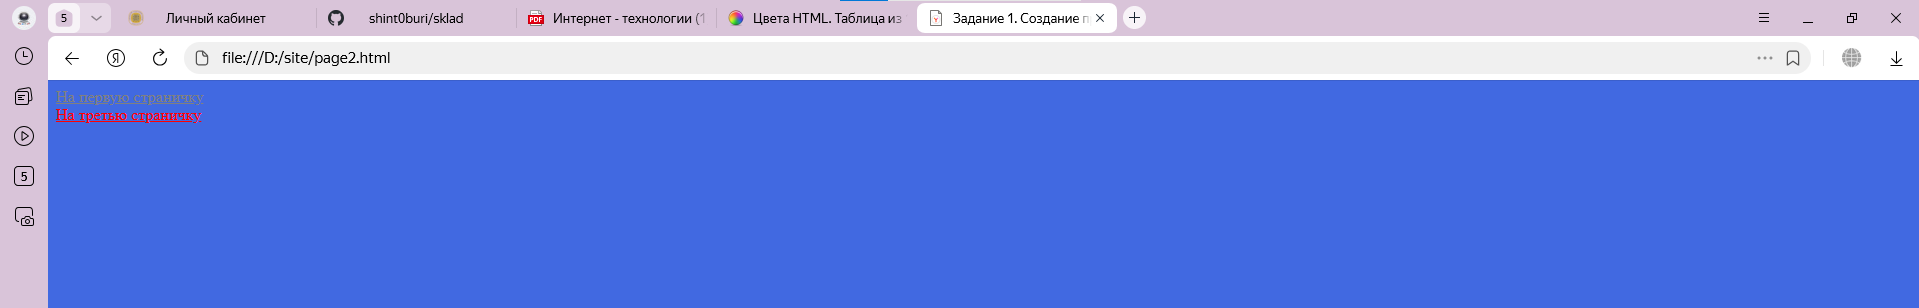 5
Личный кабинет
shint0buri/sklad
PDF
Интернет - технологии (1
Цвета HTML. Таблица из
Y
Задание 1. Создание п
Я
file:///D:/site/page2.html
На первую страничку
На третью страничку
5